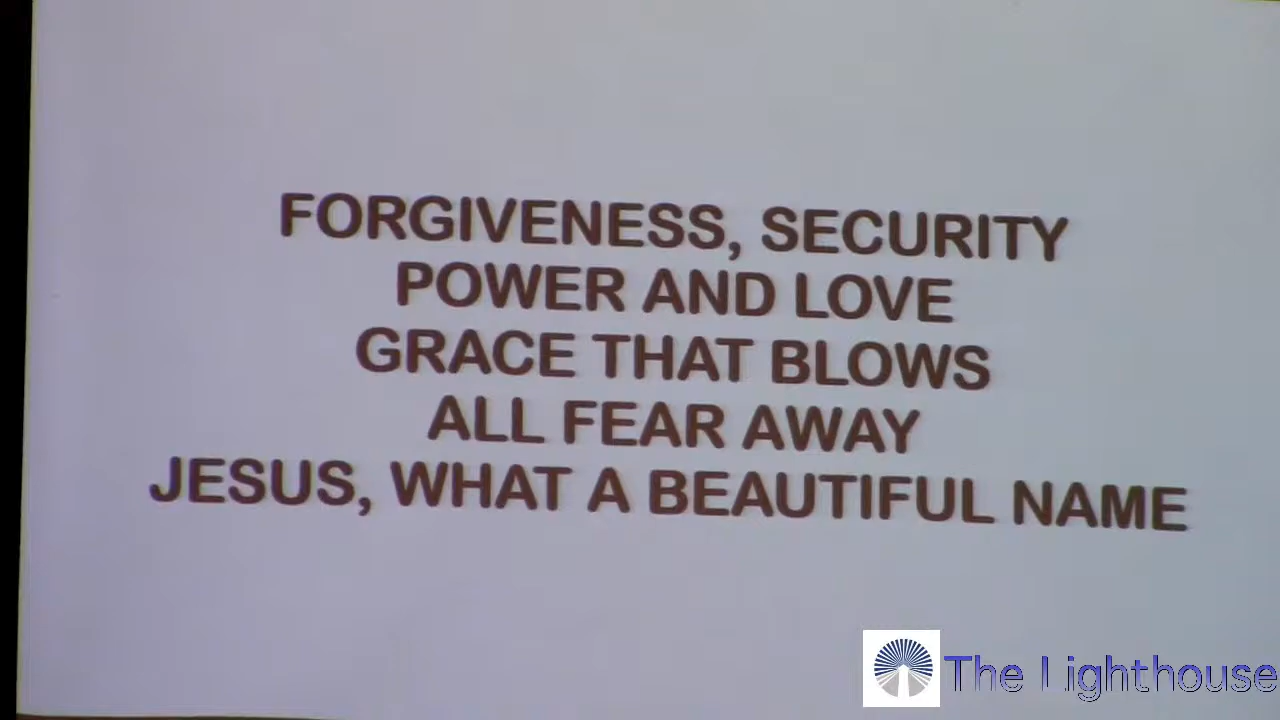 FORGIVENESS, SECURITY
POWER AND LOVE
GRACE THAT BLOWS
ALL FEAR AWAY
JESUS, WHAT A BEAUTIFUL NAME
The Lighthouse